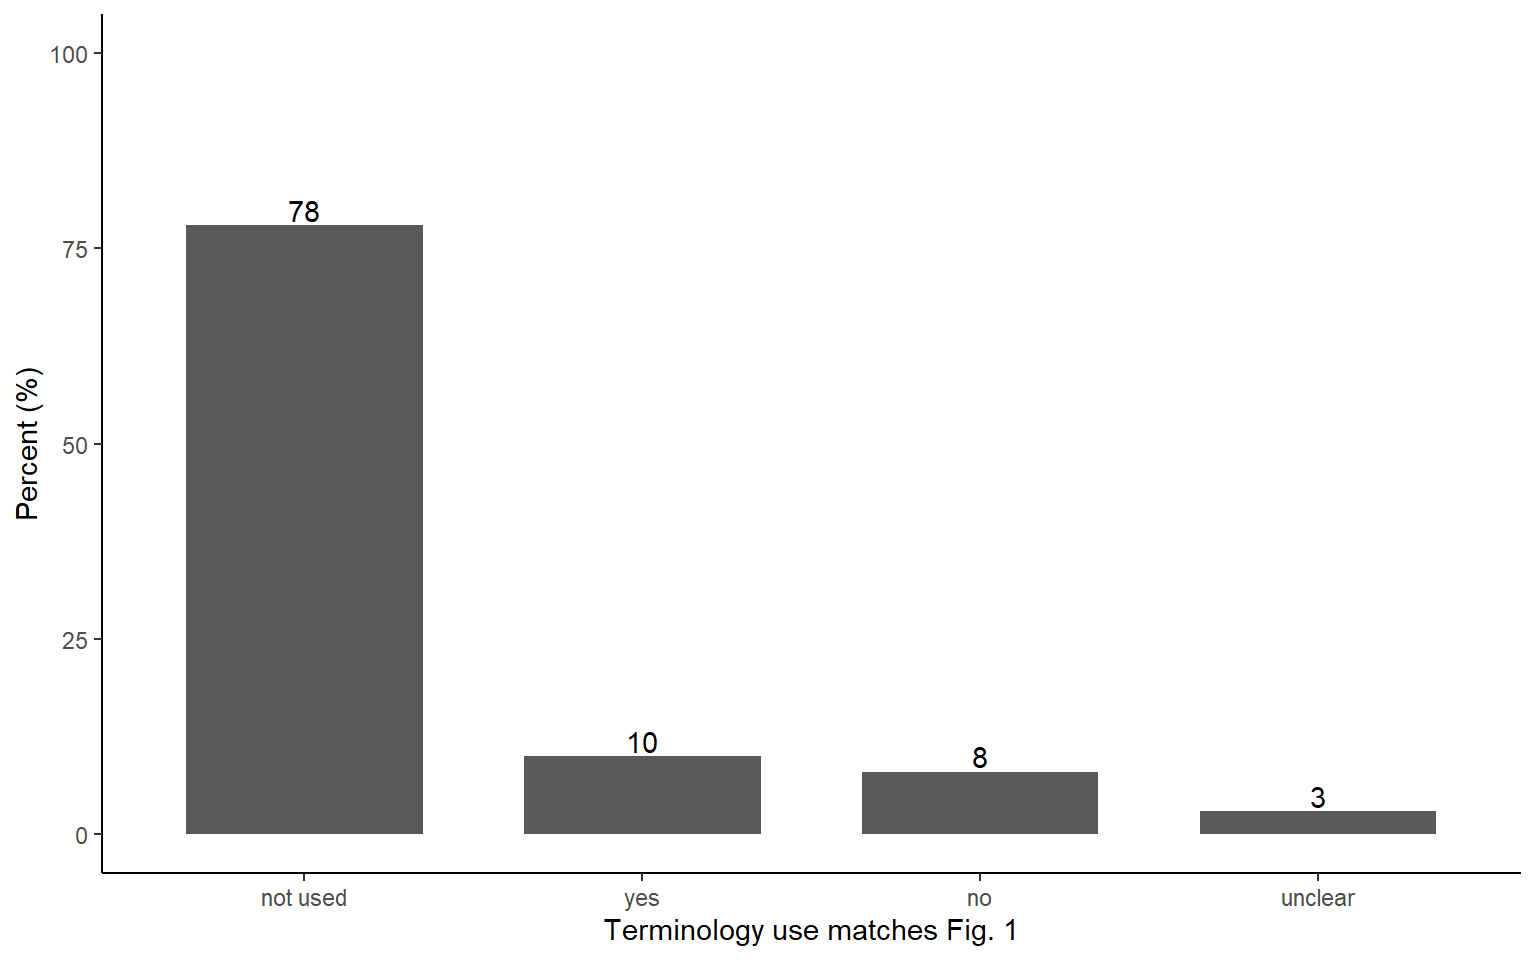 Percent (%)
100
75
50
25
0
78
10
8
3
not used
yes
no
unclear
Terminology use matches Fig. 1